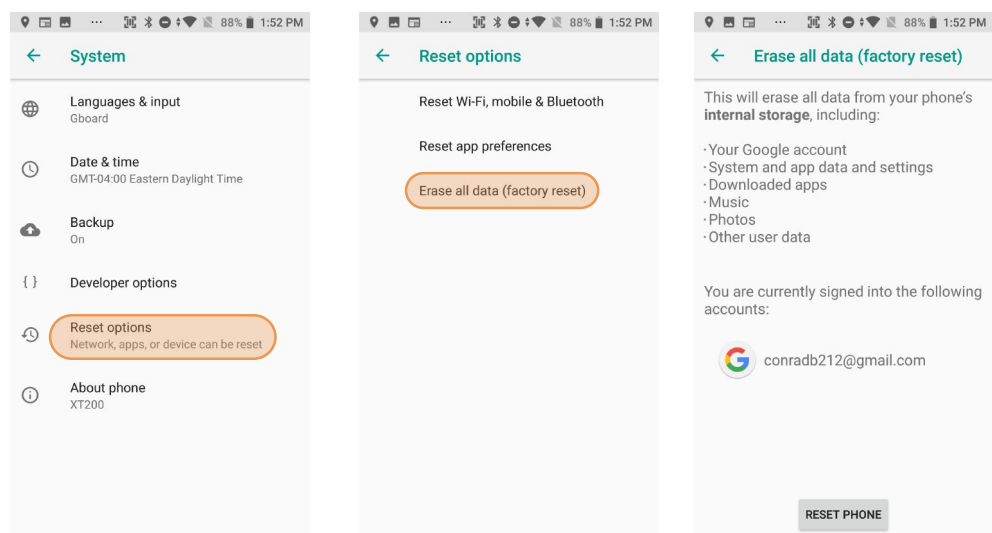 ... 88% 1:52 PM
System
Languages & input
Gboard
Date & time
GMT-04:00 Eastern Daylight Time
Backup
On
{ } Developer options
Reset options
Network, apps, or device can be reset
About phone
XT200
... 88% 1:52 PM
Reset options
Reset Wi-Fi, mobile & Bluetooth
Reset app preferences
Erase all data (factory reset)
... 88% 1:52 PM
Erase all data (factory reset)
This will erase all data from your phone's
internal storage, including:
·Your Google account
·System and app data and settings
·Downloaded apps
·Music
·Photos
·Other user data
You are currently signed into the following
accounts:
G conradb212@gmail.com
RESET PHONE